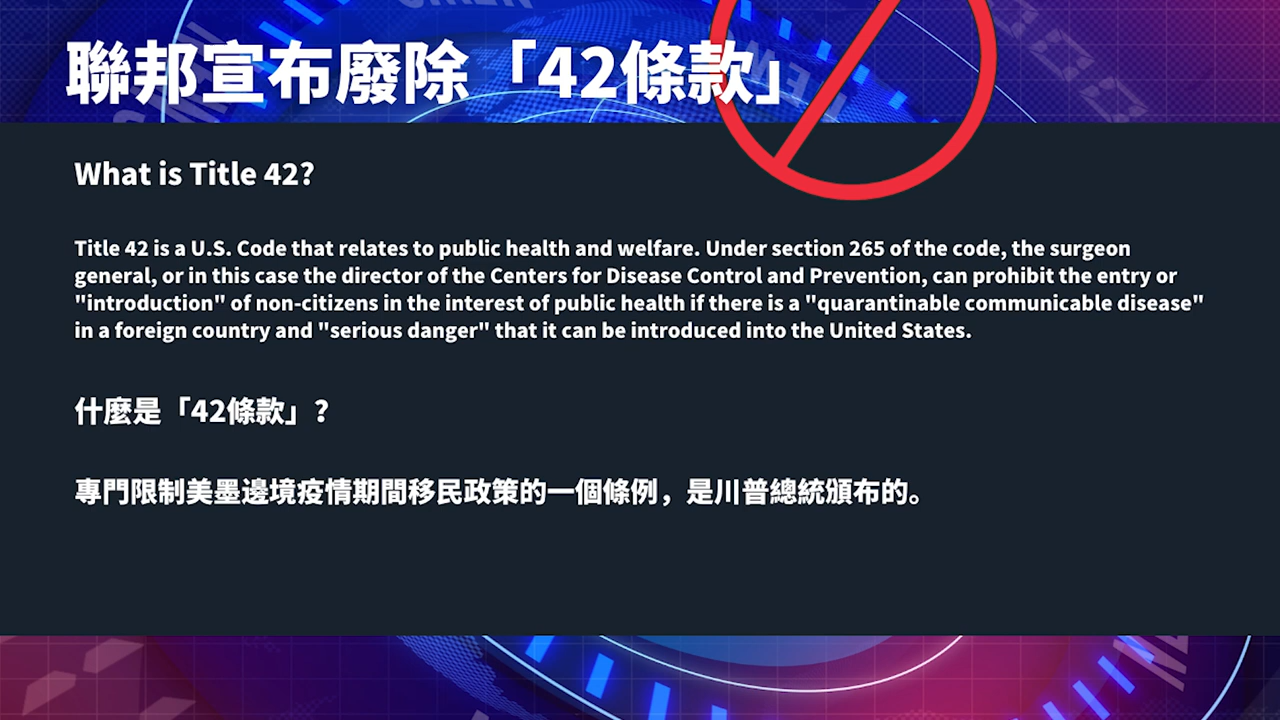 聯邦宣布廢除「42條款」
What is Title 42?
Title 42 is a U.S. Code that relates to public health and welfare. Under section 265 of the code, the surgeon
general, or in this case the director of the Centers for Disease Control and Prevention, can prohibit the entry or
"introduction" of non-citizens in the interest of public health if there is a "quarantinable communicable disease"
in a foreign country and "serious danger" that it can be introduced into the United States.
什麼是「42條款」?
專門限制美墨邊境疫情期間移民政策的一個條例，是川普總統頒布的。